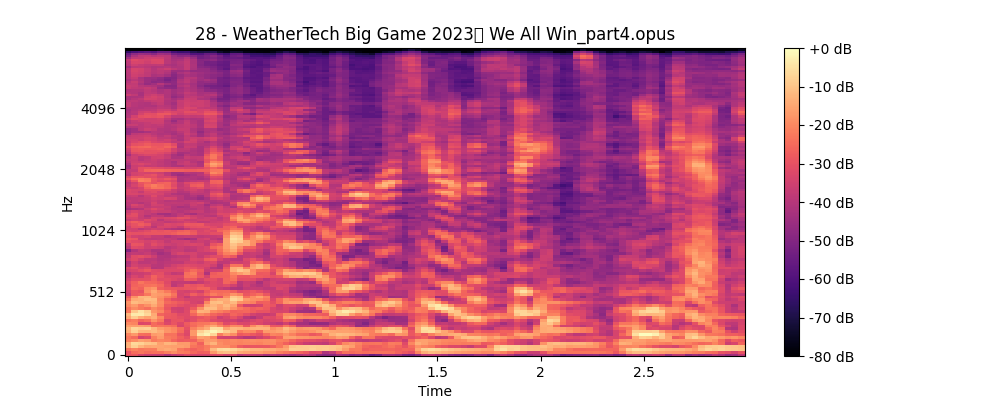 28 - WeatherTech Big Game 2023▯ We All Win_part4.opus
4096
2048
1024
512
0
Hz
0
0.5
1
1.5
2
2.5
Time
+0 dB
-10 dB
-20 dB
-30 dB
-40 dB
-50 dB
-60 dB
-70 dB
-80 dB